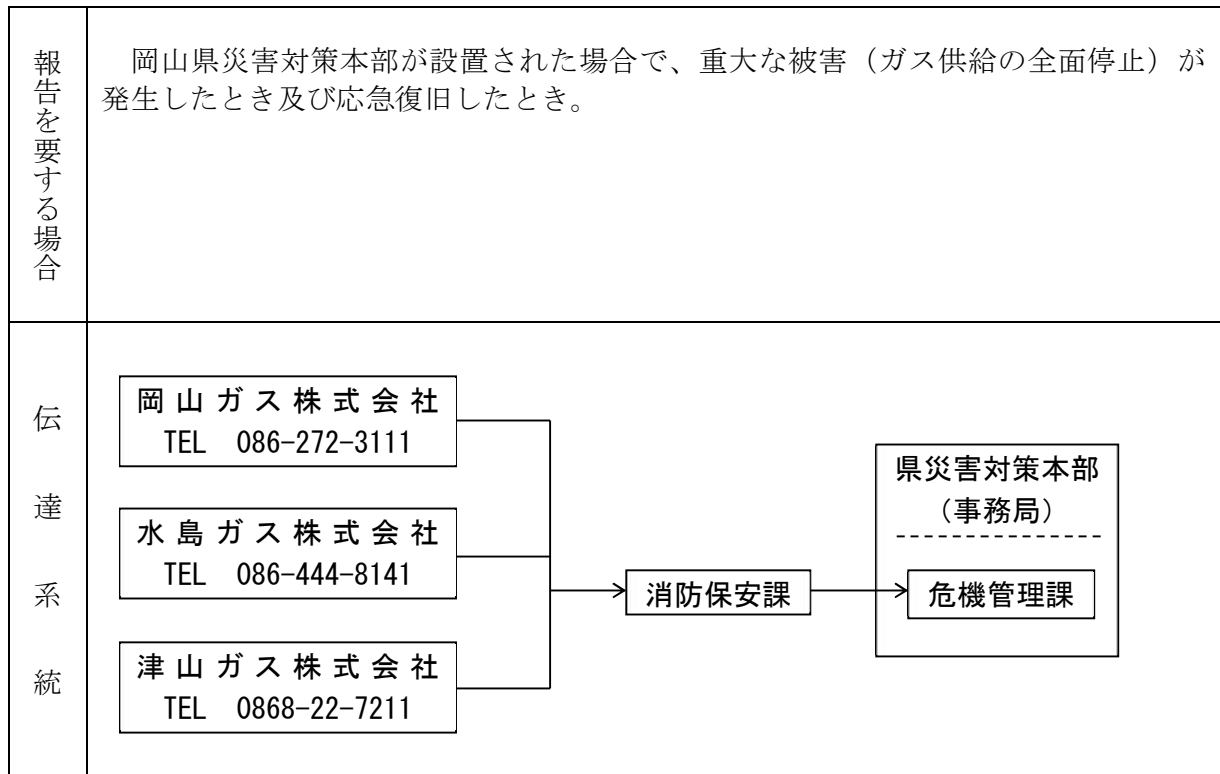 報告を要する場合
　岡山県災害対策本部が設置された場合で、重大な被害（ガス供給の全面停止）が
発生したとき及び応急復旧したとき。
伝達系統
岡山ガス株式会社
TEL　086-272-3111
水島ガス株式会社
TEL　086-444-8141
津山ガス株式会社
TEL　0868-22-7211
消防保安課
県災害対策本部
（事務局）
危機管理課